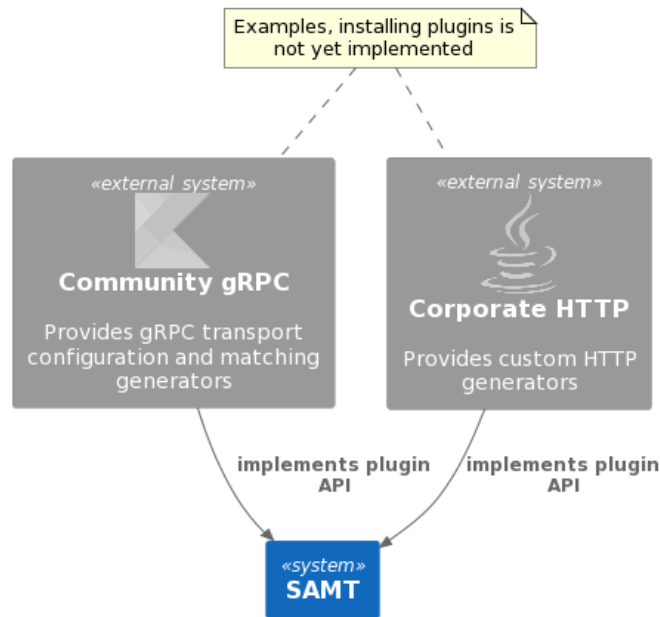 Examples, installing plugins is
not yet implemented
«external system»
Community gRPC
Provides gRPC transport
configuration and matching
generators
«external system»
Corporate HTTP
Provides custom HTTP
generators
implements plugin
API
implements plugin
API
«system»
SAMT